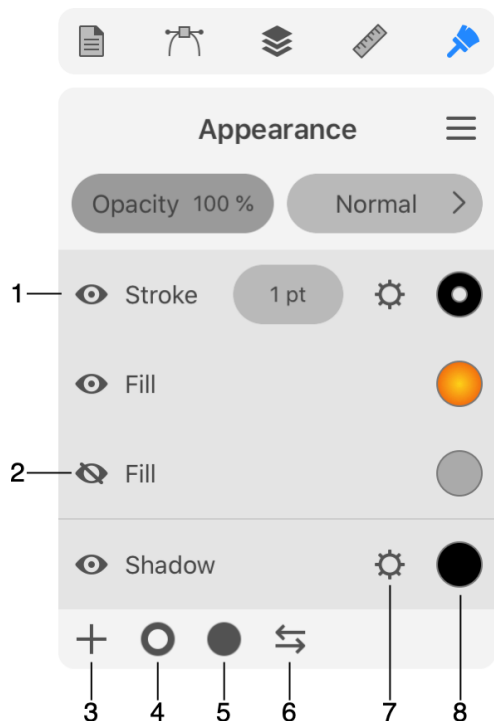 Appearance
Opacity 100 %
Normal
1
Stroke
1 pt
Fill
2
Fill
Shadow
3 4 5 6 7 8